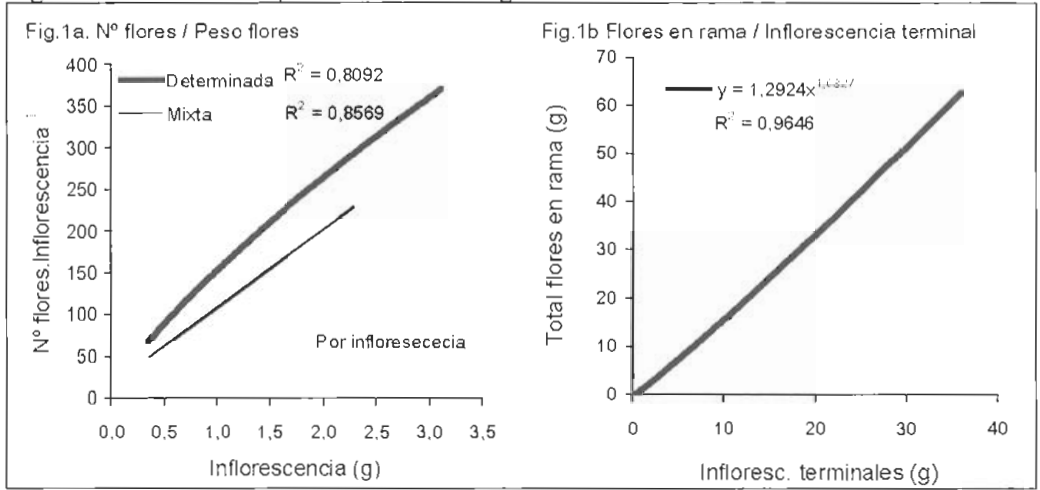 Fig.1a. Nº flores / Peso flores
400
350
300
250
200
150
100
50
0
Nº flores.Inflorescencia
Determinada R² = 0,8092
Mixta R² = 0,8569
Por infloresececia
0,0 0,5 1,0 1,5 2,0 2,5 3,0 3,5
Inflorescencia (g)
Fig.1b Flores en rama / Inflorescencia terminal
70
60
50
40
30
20
10
0
Total flores en rama (g)
y = 1,2924x
R² = 0,9646
0 10 20 30 40
Infloresc. terminales (g)